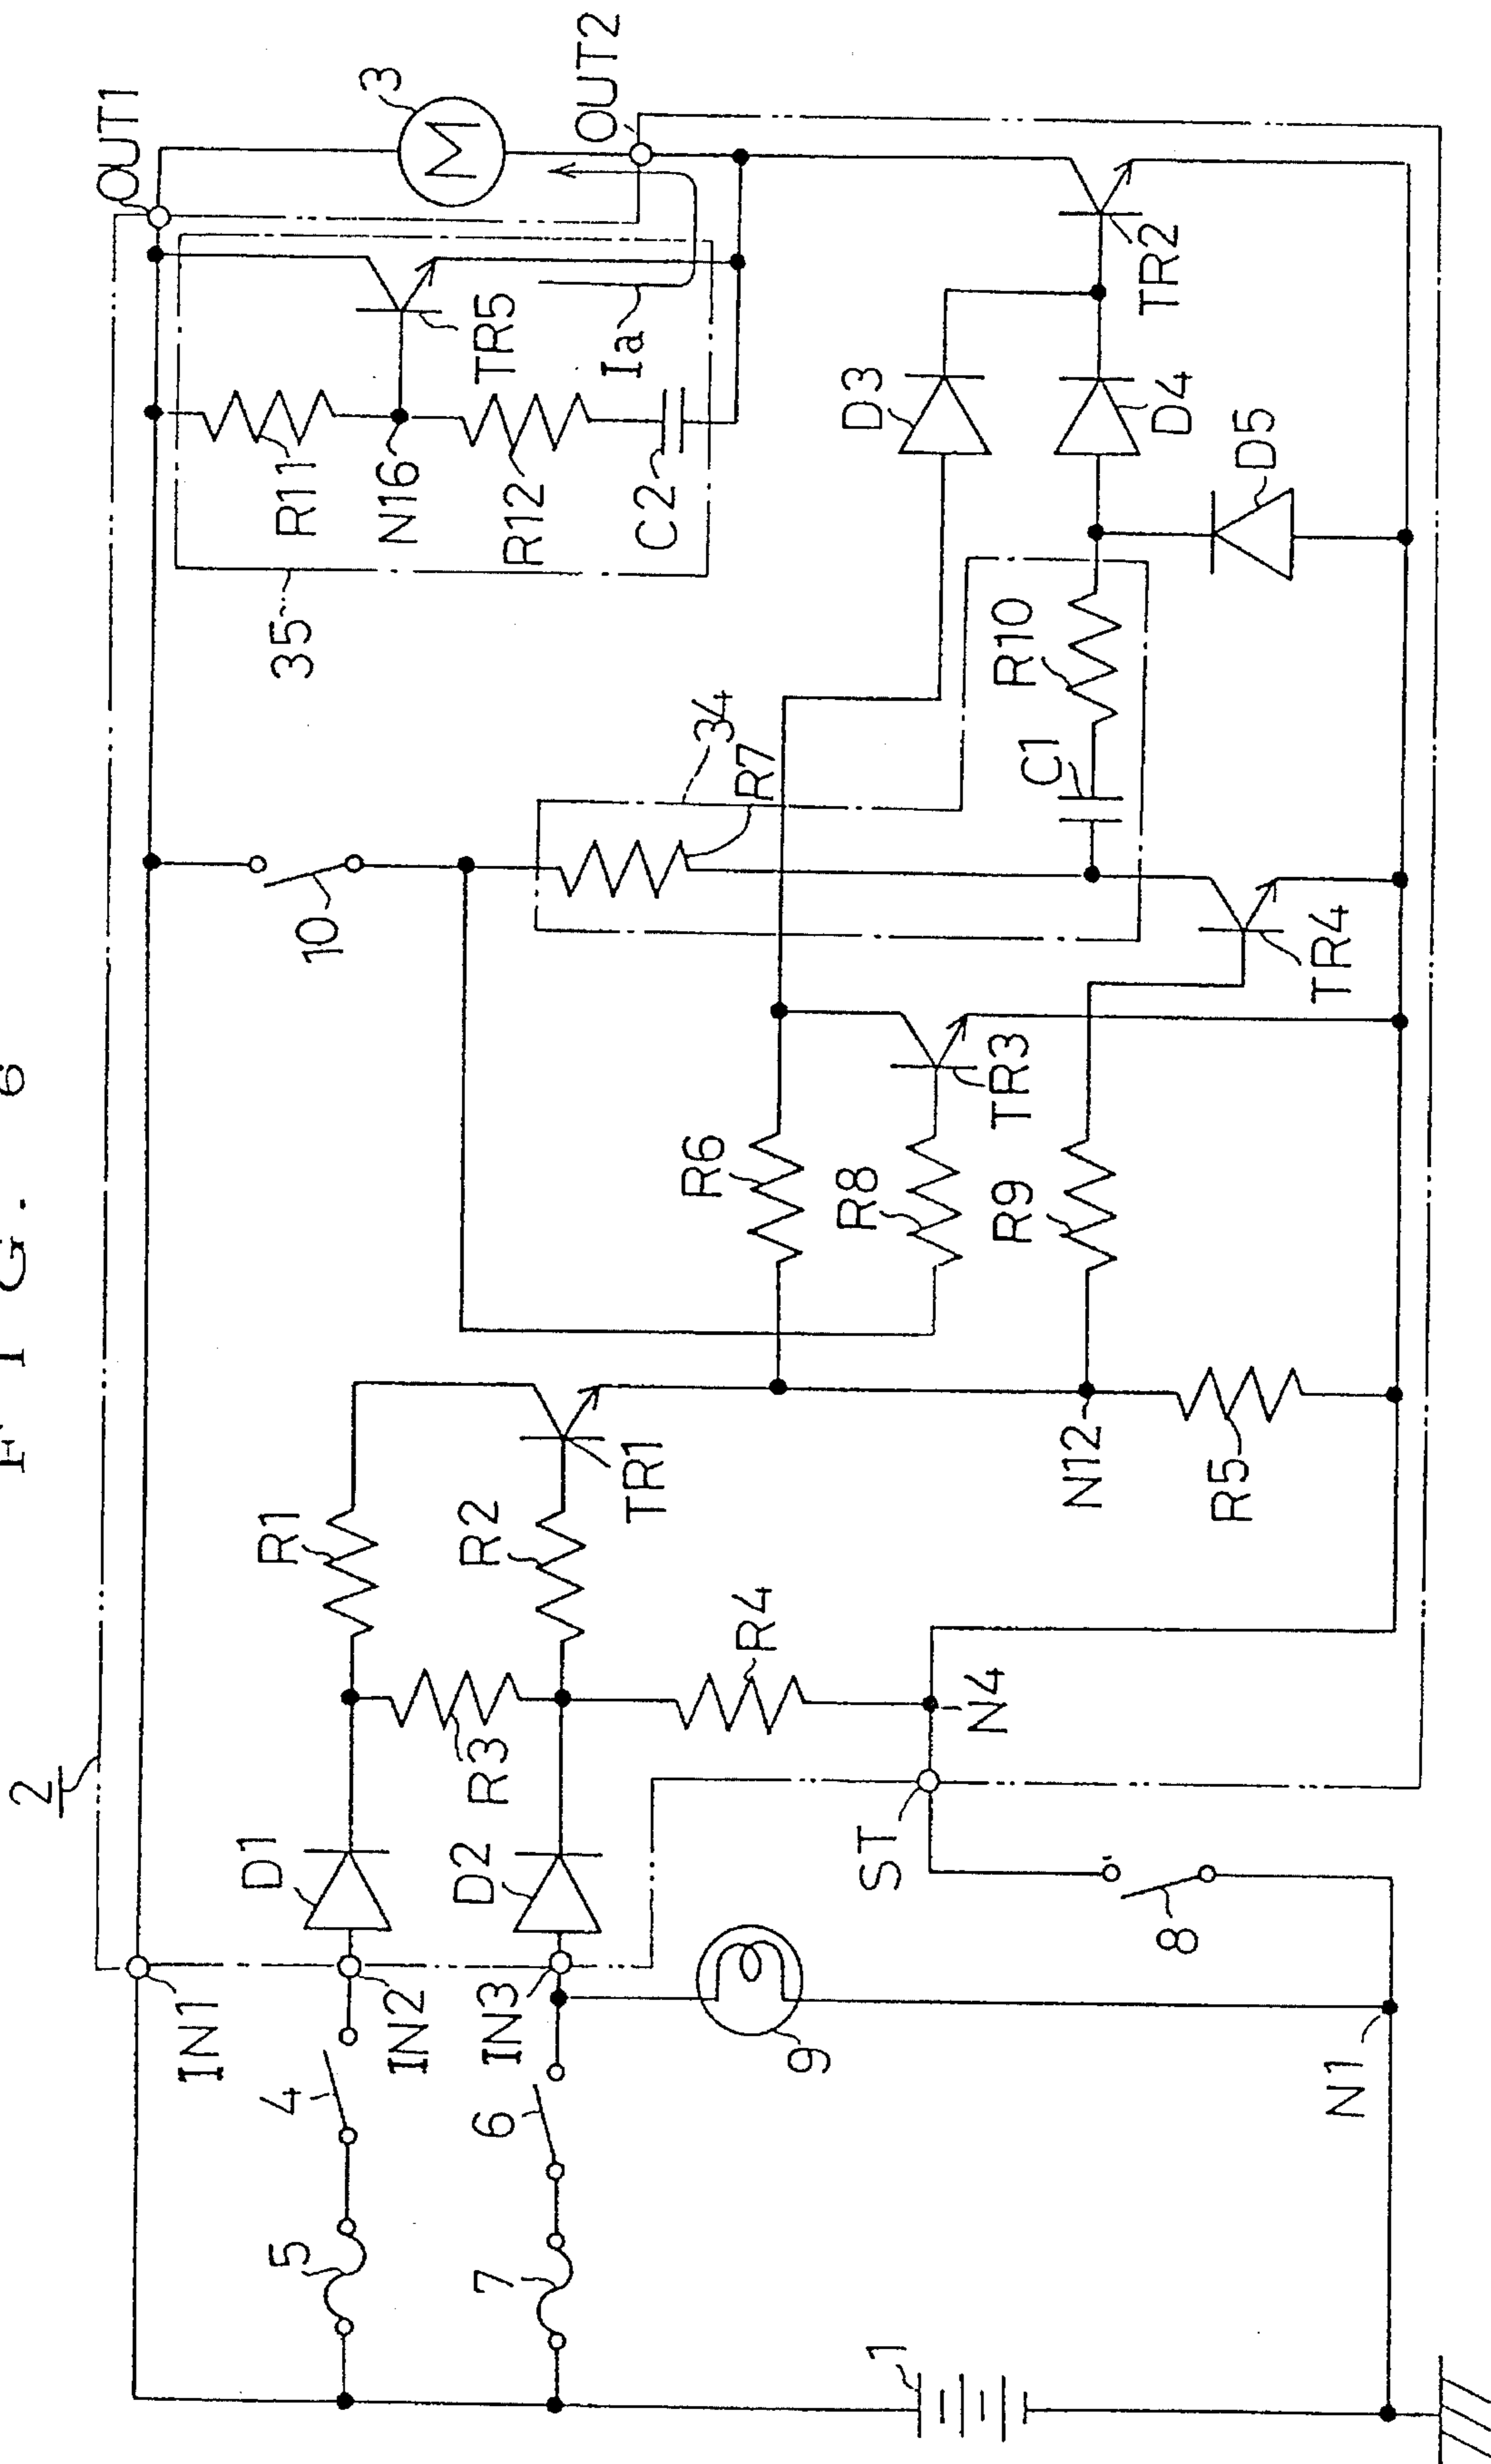 FIG. 6
2
OUT1
3
M
OUT2
35
R11
N16
TR5
R12
Ia
C2
10
34
R7
D3
TR2
D4
D5
R10
C1
TR4
R6
R8
TR3
R9
R1
R2
TR1
N12
R5
R3
R4
N4
D1
D2
ST
8
IN1
IN2
IN3
9
N1
4
5
6
7
1